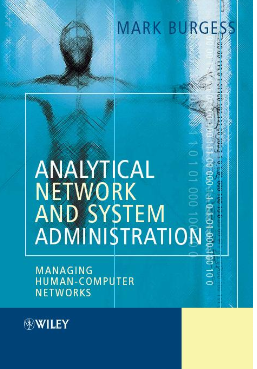 MARK BURGESS
ANALYTICAL
NETWORK
AND SYSTEM
ADMINISTRATION
MANAGING
HUMAN-COMPUTER
NETWORKS
WILEY